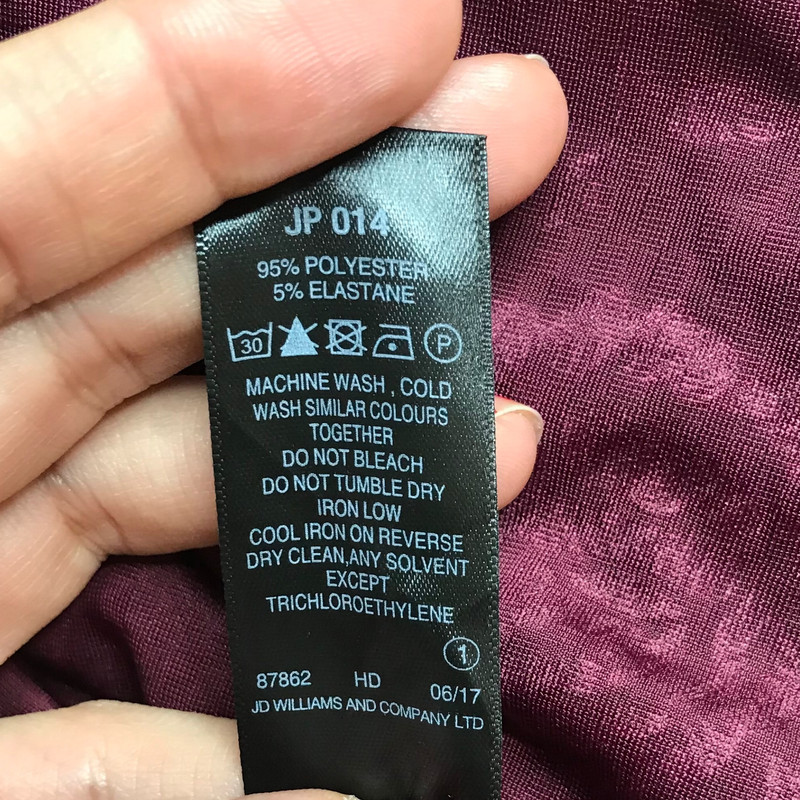 JP 014
95% POLYESTER
5% ELASTANE
30 P
MACHINE WASH , COLD
WASH SIMILAR COLOURS
TOGETHER
DO NOT BLEACH
DO NOT TUMBLE DRY
IRON LOW
COOL IRON ON REVERSE
DRY CLEAN,ANY SOLVENT
EXCEPT
TRICHLOROETHYLENE
1
87862 HD 06/17
JD WILLIAMS AND COMPANY LTD